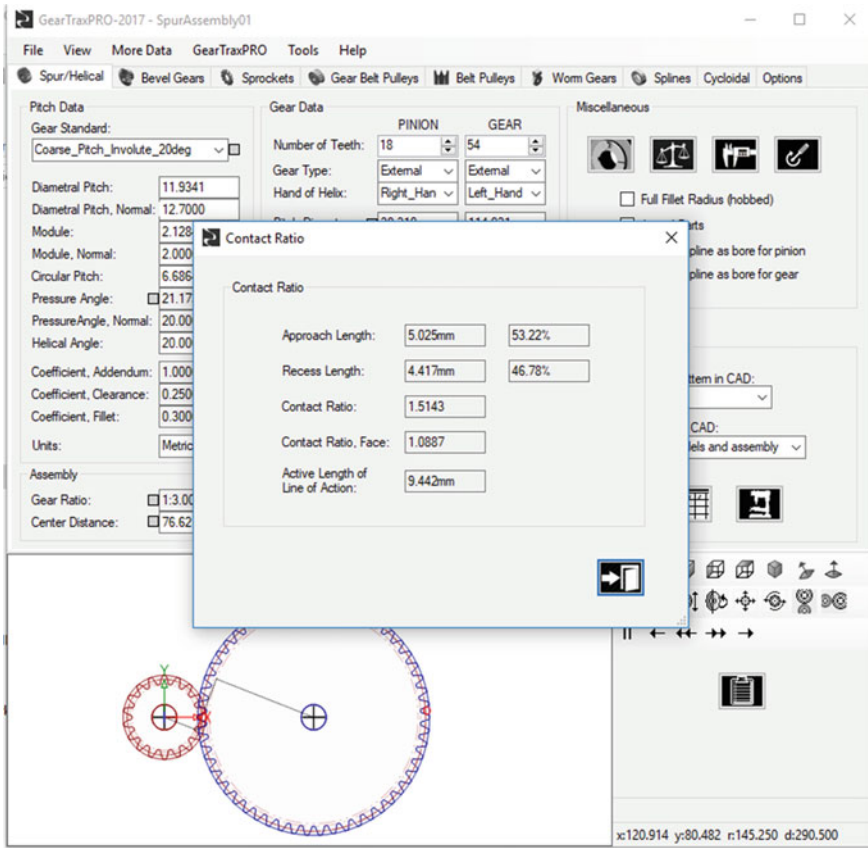 GearTraxPRO-2017 - SpurAssembly01
File View More Data GearTraxPRO Tools Help
Spur/Helical Bevel Gears Sprockets Gear Belt Pulleys Belt Pulleys Worm Gears Splines Cycloidal Options
Pitch Data
Gear Standard:
Coarse_Pitch_Involute_20deg
Diametral Pitch: 11.9341
Diametral Pitch, Normal: 12.7000
Module: 2.128
Module, Normal: 2.000
Circular Pitch: 6.686
Pressure Angle: 21.17
PressureAngle, Normal: 20.00
Helical Angle: 20.00
Coefficient, Addendum: 1.000
Coefficient, Clearance: 0.250
Coefficient, Fillet: 0.300
Units: Metric
Assembly
Gear Ratio: 1:3.00
Center Distance: 76.62
Gear Data
PINION GEAR
Number of Teeth: 18 54
Gear Type: External External
Hand of Helix: Right_Han Left_Hand
Miscellaneous
Full Fillet Radius (hobbed)
pline as bore for pinion
pline as bore for gear
ttern in CAD:
CAD:
els and assembly
Contact Ratio
Contact Ratio
Approach Length: 5.025mm 53.22%
Recess Length: 4.417mm 46.78%
Contact Ratio: 1.5143
Contact Ratio, Face: 1.0887
Active Length of
Line of Action: 9.442mm
Y
X
x:120.914 y:80.482 r:145.250 d:290.500